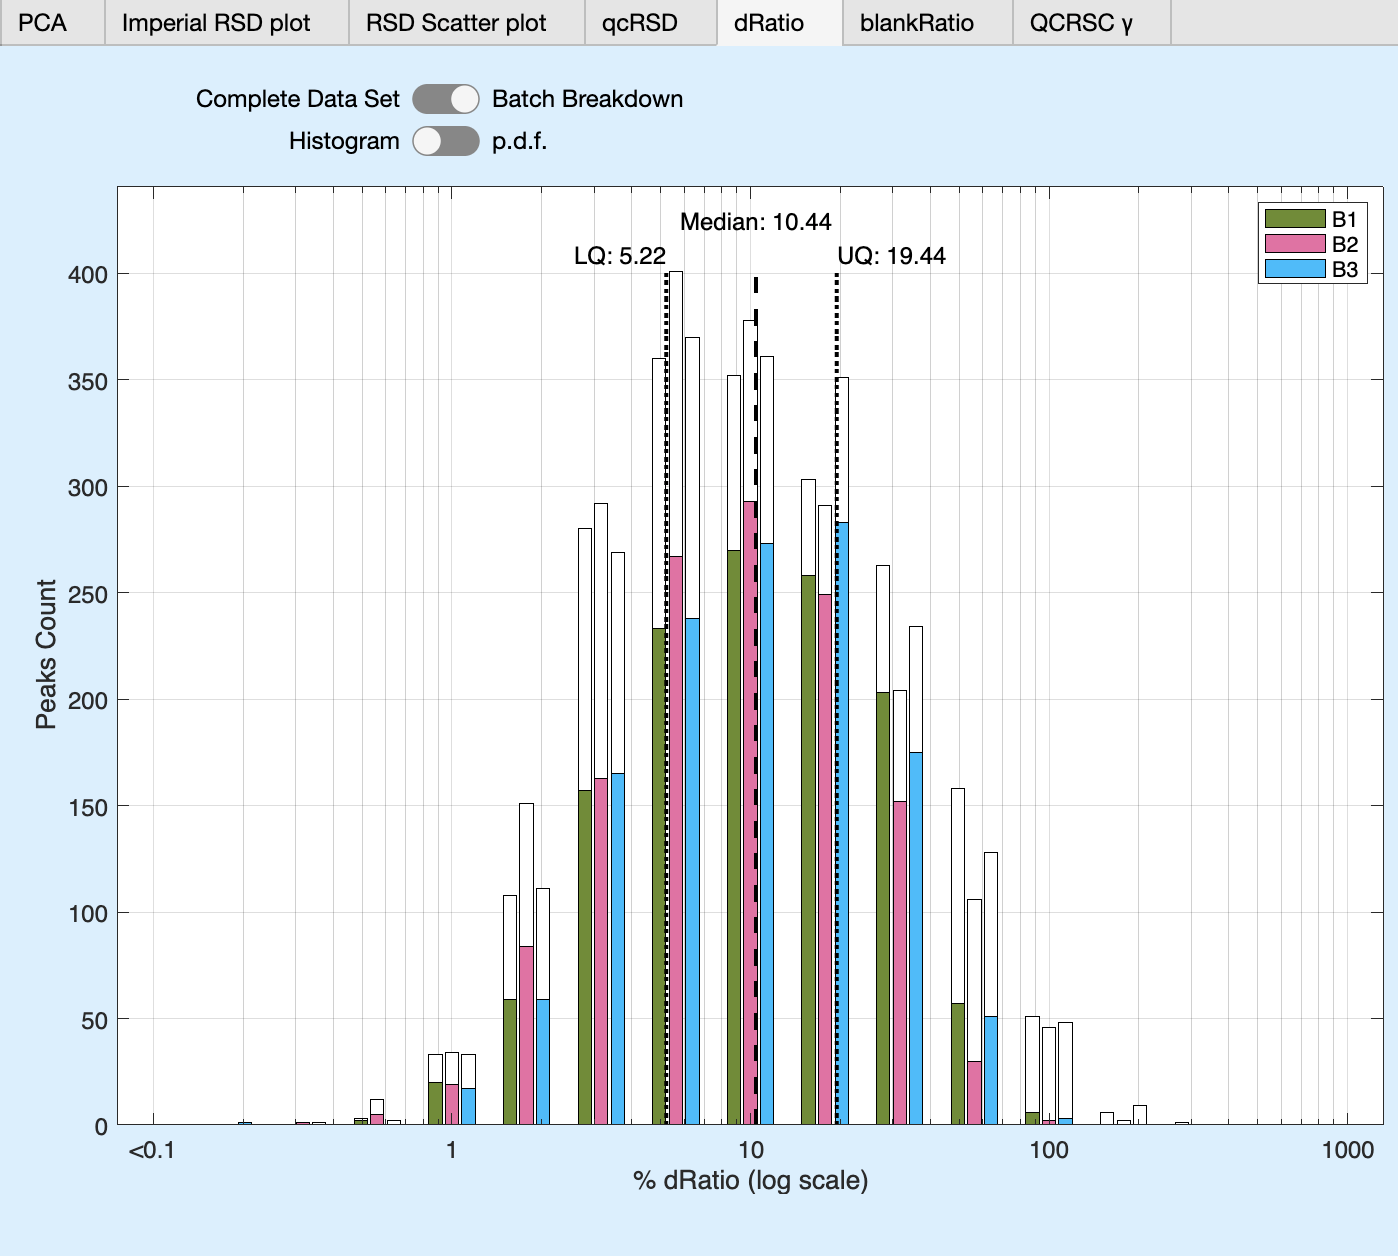 PCA Imperial RSD plot RSD Scatter plot qcRSD dRatio blankRatio QCRSC γ
Complete Data Set Batch Breakdown
Histogram p.d.f.
Median: 10.44
LQ: 5.22 UQ: 19.44
B1
B2
B3
Peaks Count
400
350
300
250
200
150
100
50
0
<0.1 1 10 100 1000
% dRatio (log scale)